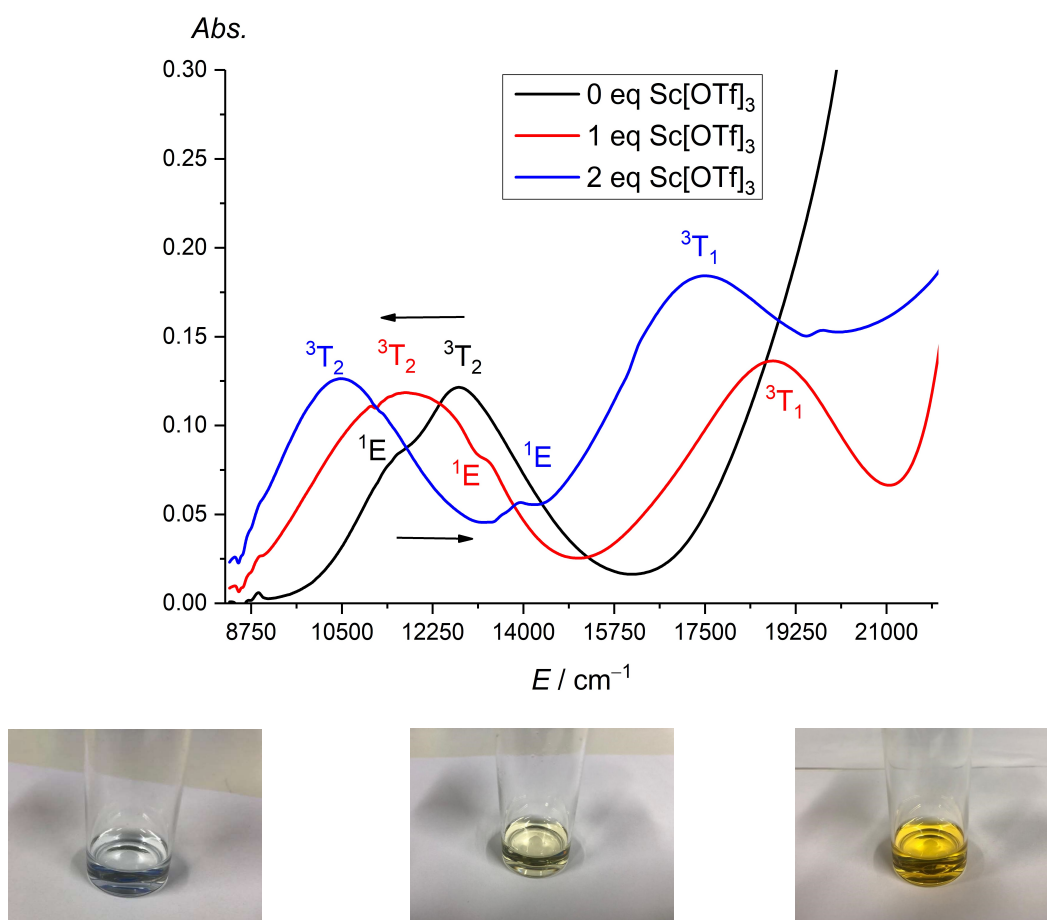 Abs.
0.30
0.25
0.20
0.15
0.10
0.05
0.00
0 eq Sc[OTf]₃
1 eq Sc[OTf]₃
2 eq Sc[OTf]₃
³T₁
³T₂
³T₂
³T₂
³T₁
¹E
¹E
¹E
8750 10500 12250 14000 15750 17500 19250 21000
E / cm⁻¹